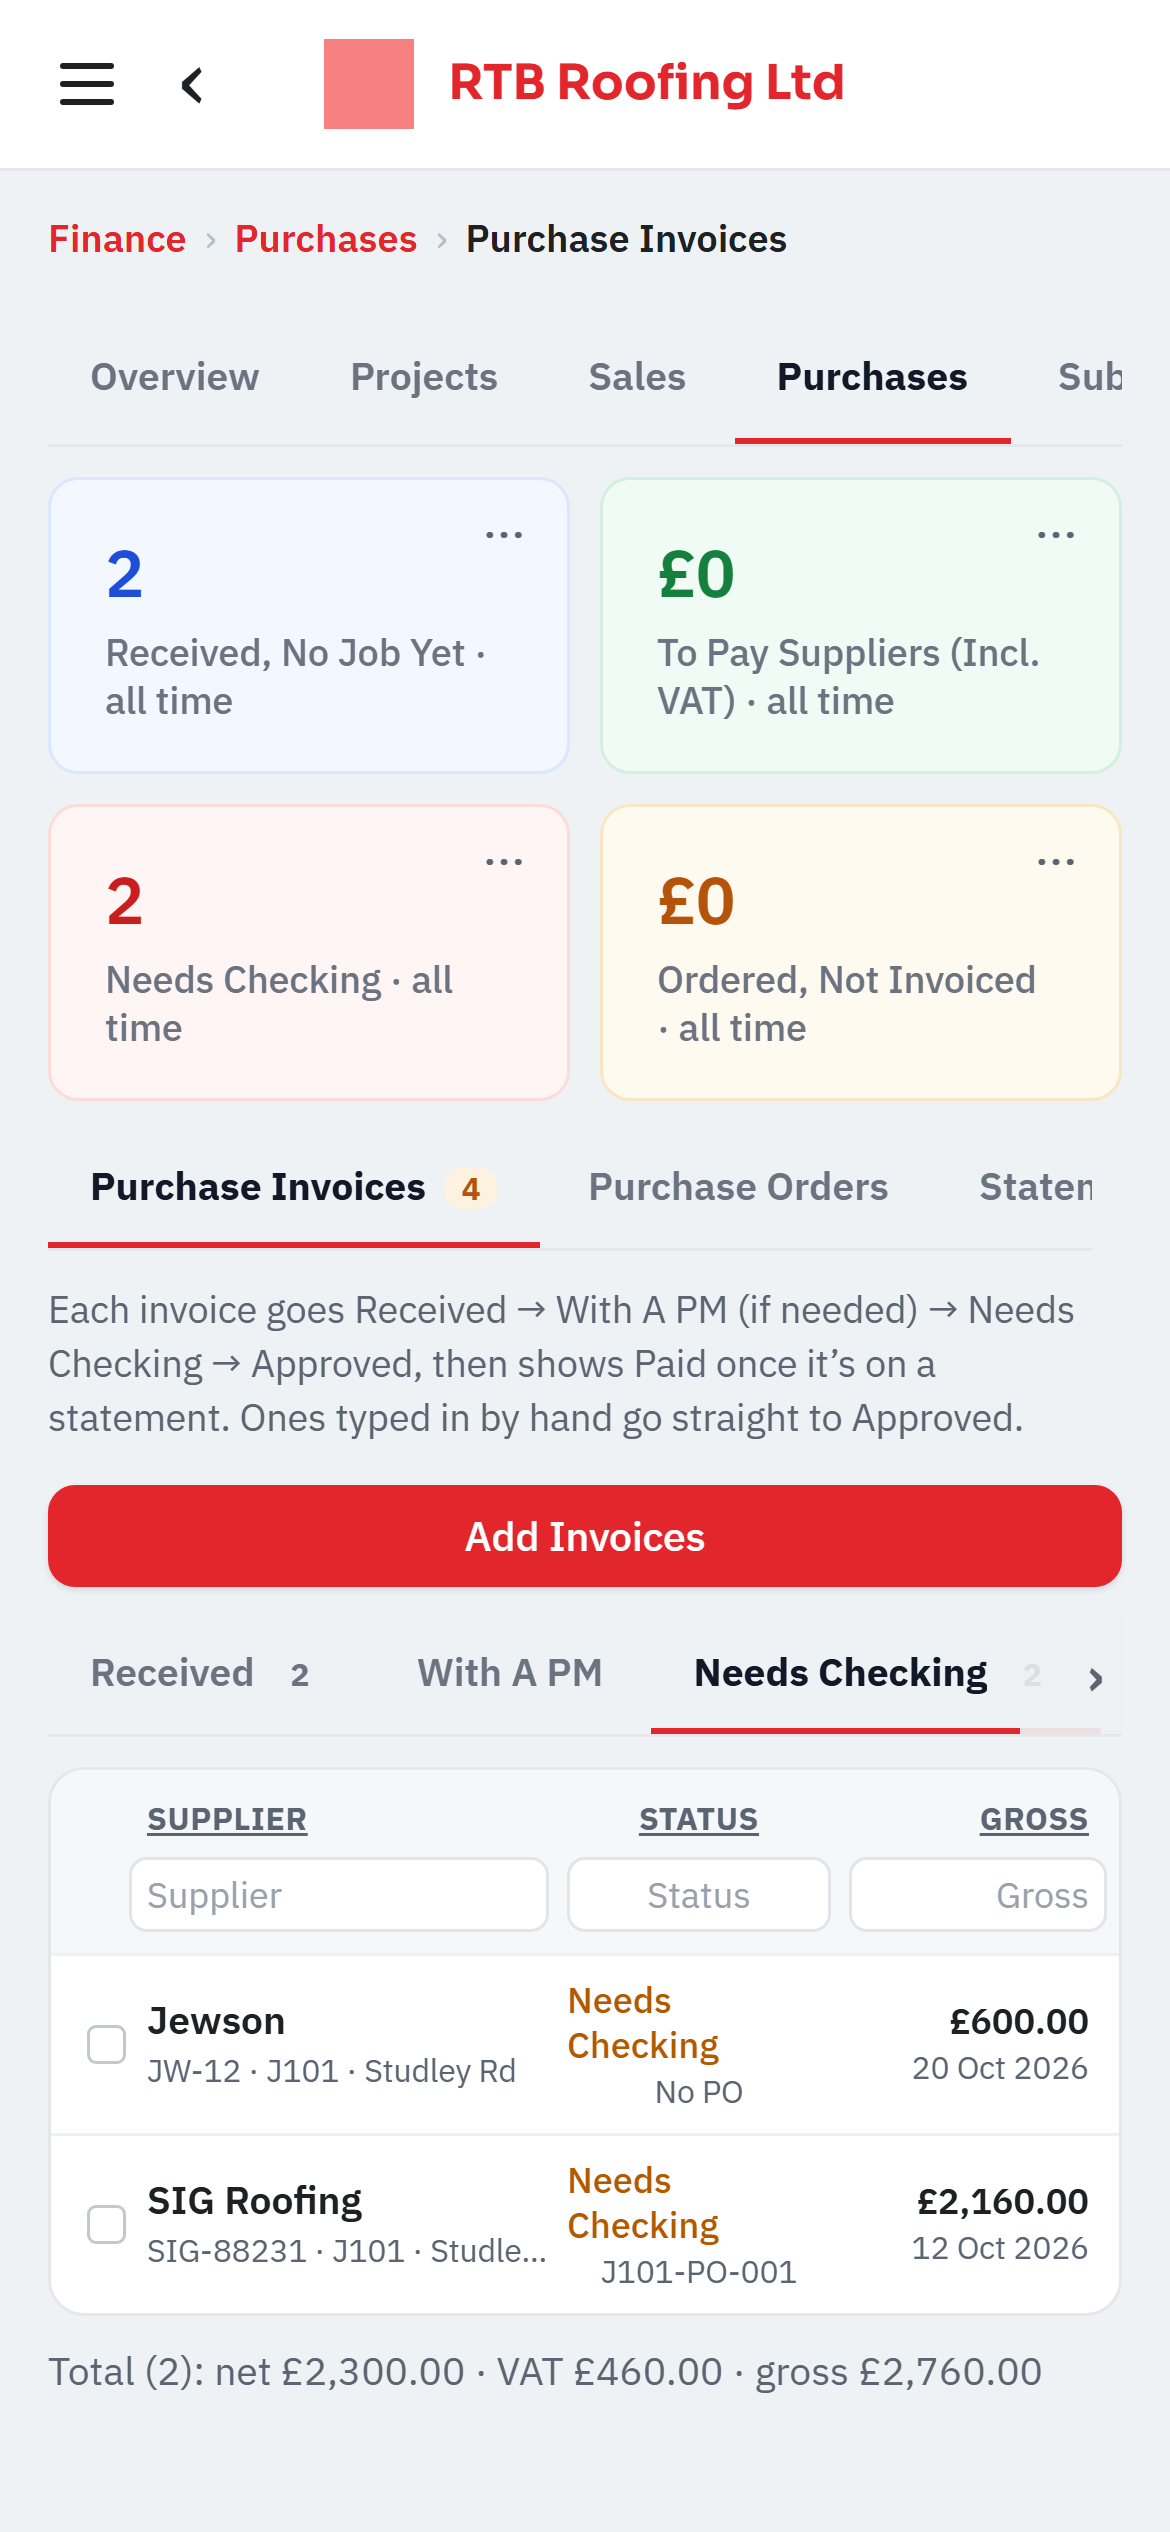 RTB Roofing Ltd
Finance › Purchases › Purchase Invoices
Overview Projects Sales Purchases Sub
2
Received, No Job Yet ·
all time
£0
To Pay Suppliers (Incl.
VAT) · all time
2
Needs Checking · all
time
£0
Ordered, Not Invoiced
· all time
Purchase Invoices 4 Purchase Orders Staten
Each invoice goes Received → With A PM (if needed) → Needs
Checking → Approved, then shows Paid once it’s on a
statement. Ones typed in by hand go straight to Approved.
Add Invoices
Received 2 With A PM Needs Checking 2 ›
SUPPLIER STATUS GROSS
Supplier Status Gross
Jewson
JW-12 · J101 · Studley Rd
Needs
Checking
No PO
£600.00
20 Oct 2026
SIG Roofing
SIG-88231 · J101 · Studle...
Needs
Checking
J101-PO-001
£2,160.00
12 Oct 2026
Total (2): net £2,300.00 · VAT £460.00 · gross £2,760.00